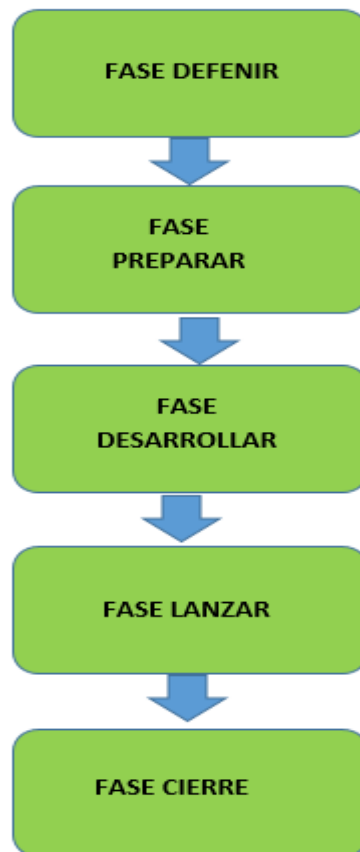 FASE DEFENIR
FASE
PREPARAR
FASE
DESARROLLAR
FASE LANZAR
FASE CIERRE